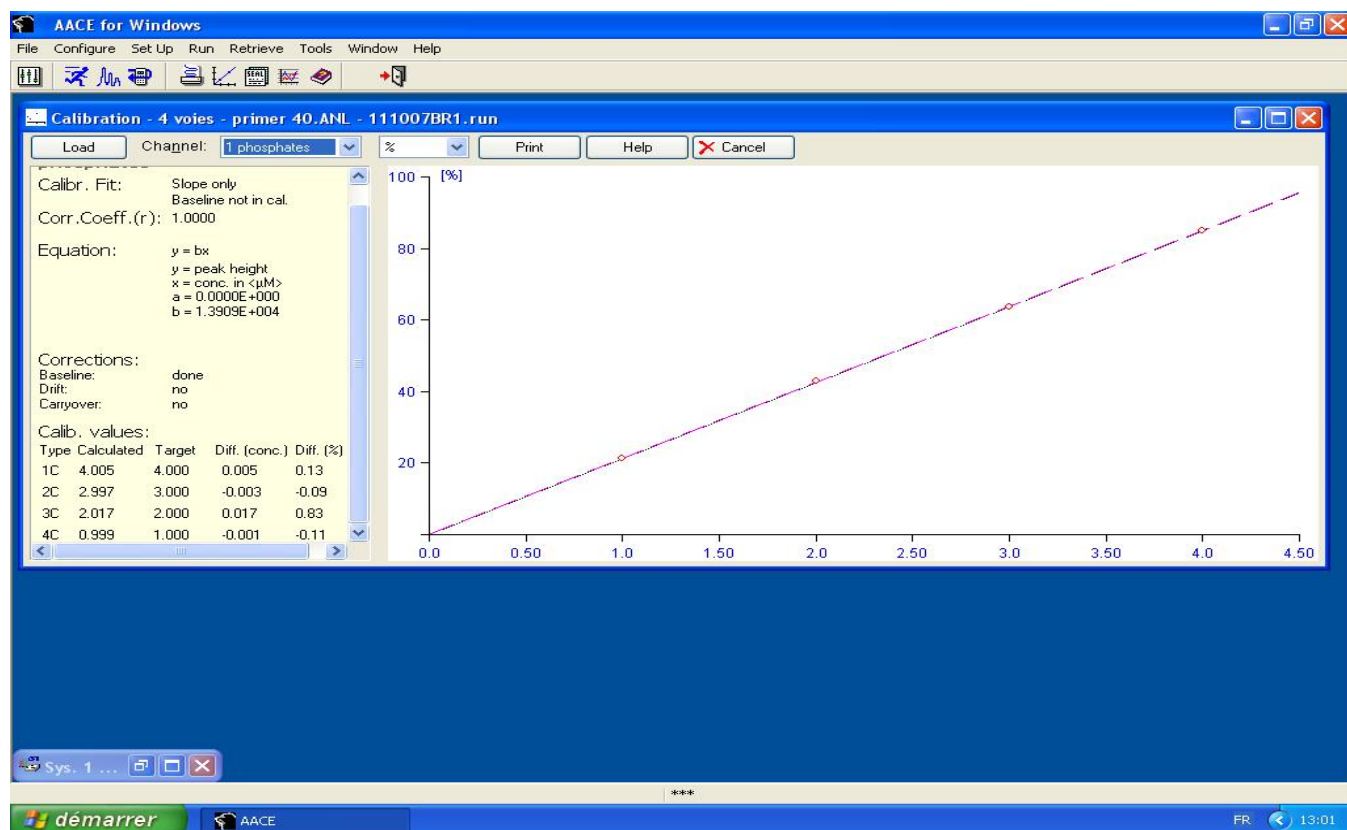 AACE for Windows
File Configure Set Up Run Retrieve Tools Window Help
Calibration - 4 voies - primer 40.ANL - 111007BR1.run
Load Channel: 1 phosphates % Print Help Cancel
phosphates
Calibr. Fit: Slope only
Baseline not in cal.
Corr.Coeff.(r): 1.0000
Equation: y = bx
y = peak height
x = conc. in <µM>
a = 0.0000E+000
b = 1.3909E+004
Corrections:
Baseline: done
Drift: no
Carryover: no
Calib. values:
Type Calculated Target Diff. (conc.) Diff. (%)
1C 4.005 4.000 0.005 0.13
2C 2.997 3.000 -0.003 -0.09
3C 2.017 2.000 0.017 0.83
4C 0.999 1.000 -0.001 -0.11
100 [%]
80
60
40
20
0.0 0.50 1.0 1.50 2.0 2.50 3.0 3.50 4.0 4.50
Sys. 1 ...
***
démarrer AACE FR 13:01